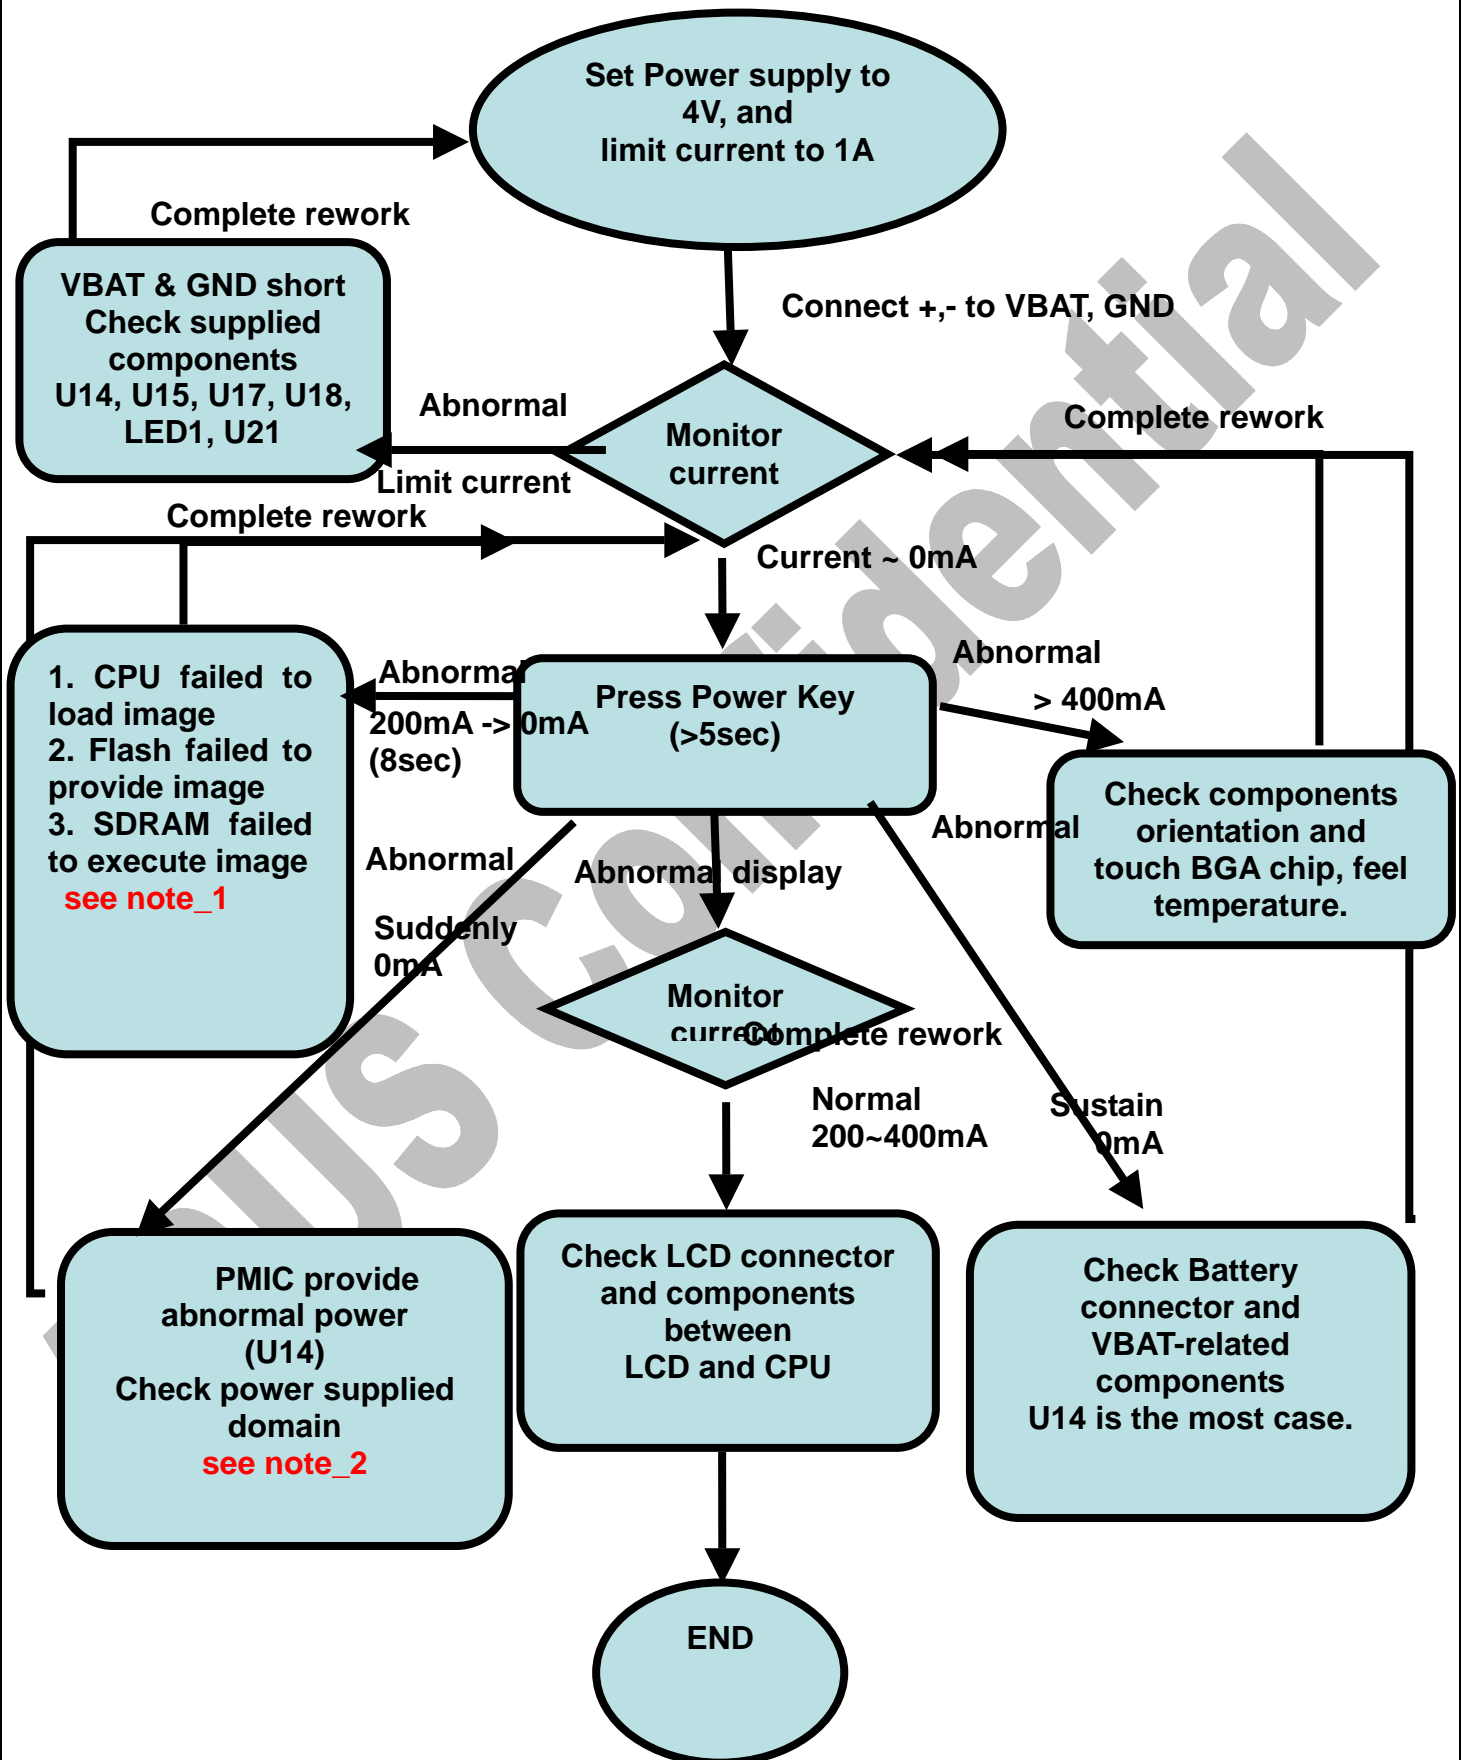 Set Power supply to
4V, and
limit current to 1A
Complete rework
VBAT & GND short
Check supplied
components
U14, U15, U17, U18,
LED1, U21
Connect +,- to VBAT, GND
Abnormal
Limit current
Monitor
current
Complete rework
Complete rework
Current ~ 0mA
1. CPU failed to
load image
2. Flash failed to
provide image
3. SDRAM failed
to execute image
see note_1
Abnormal
200mA -> 0mA
(8sec)
Press Power Key
(>5sec)
Abnormal
> 400mA
Check components
orientation and
touch BGA chip, feel
temperature.
Abnormal
Suddenly
0mA
Abnormal display
Abnormal
Monitor
current
Complete rework
Normal
200~400mA
Sustain
0mA
PMIC provide
abnormal power
(U14)
Check power supplied
domain
see note_2
Check LCD connector
and components
between
LCD and CPU
Check Battery
connector and
VBAT-related
components
U14 is the most case.
END
Confidential